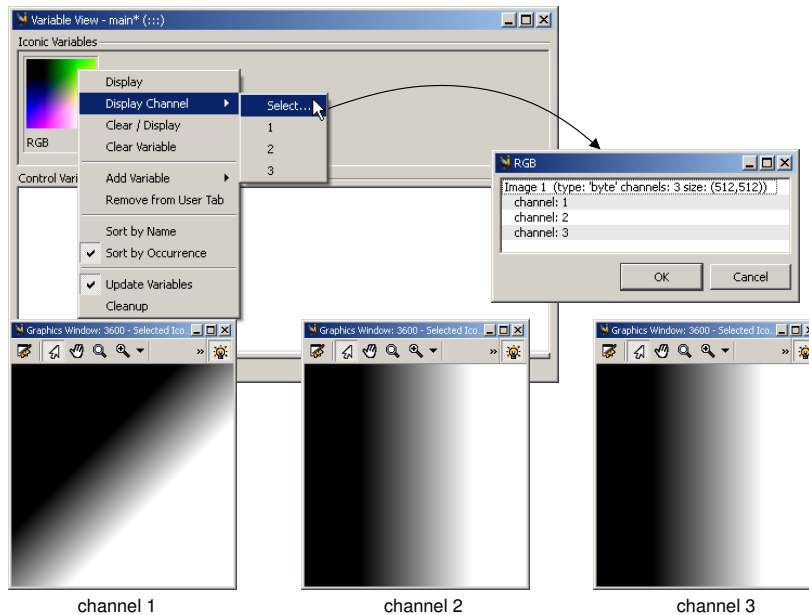 Variable View - main* (:::)
Iconic Variables
RGB
Display
Display Channel
Clear / Display
Clear Variable
Add Variable
Remove from User Tab
Sort by Name
Sort by Occurrence
Update Variables
Cleanup
Select...
1
2
3
Control Vari
RGB
Image 1 (type: 'byte' channels: 3 size: (512,512))
channel: 1
channel: 2
channel: 3
OK
Cancel
Graphics Window: 3600 - Selected Ico..
»
Graphics Window: 3600 - Selected Ico..
»
Graphics Window: 3600 - Selected Ico..
»
channel 1
channel 2
channel 3